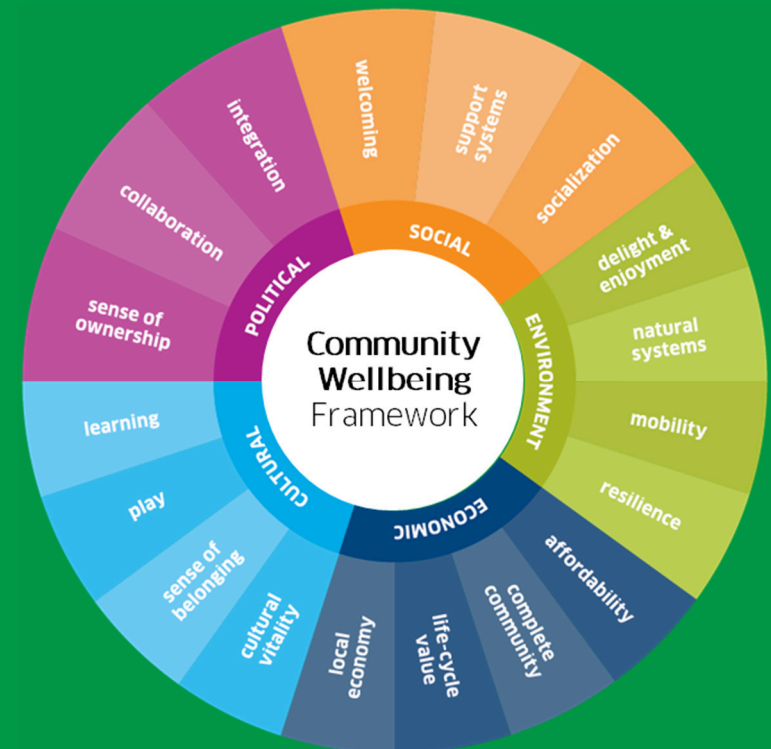 Community
Wellbeing
Framework
SOCIAL
welcoming
support
systems
socialization
ENVIRONMENT
delight &
enjoyment
natural
systems
mobility
resilience
ECONOMIC
affordability
complete
community
life-cycle
value
local
economy
CULTURAL
cultural
vitality
sense of
belonging
play
learning
POLITICAL
sense of
ownership
collaboration
integration